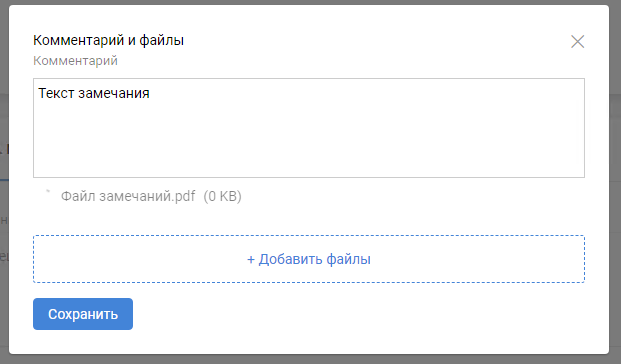 Комментарий и файлы
Комментарий
Текст замечания
Файл замечаний.pdf (0 KB)
+ Добавить файлы
Сохранить